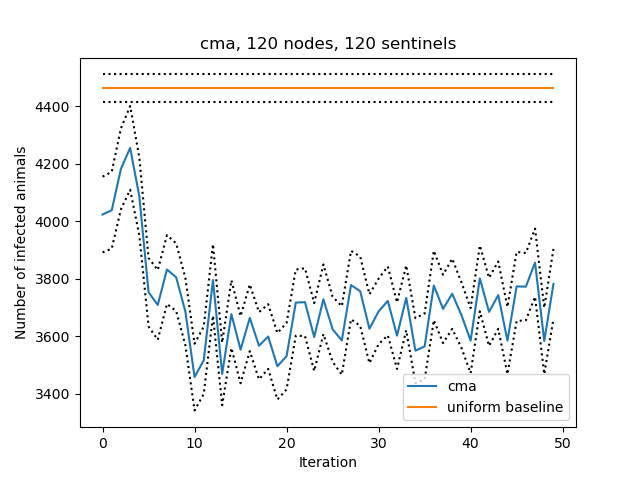 cma, 120 nodes, 120 sentinels
Number of infected animals
4400
4200
4000
3800
3600
3400
0
10
20
30
40
50
Iteration
cma
uniform baseline